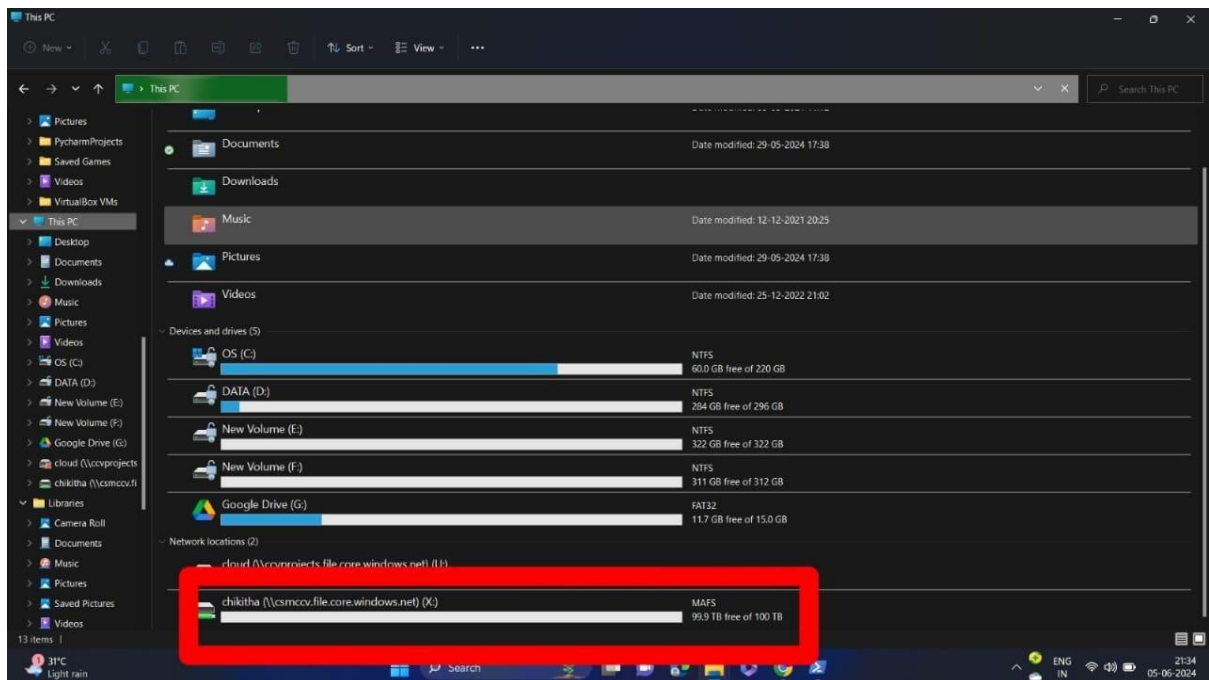 This PC
New
Sort
View
This PC
Search This PC
Pictures
PycharmProjects
Saved Games
Videos
VirtualBox VMs
This PC
Desktop
Documents
Downloads
Music
Pictures
Videos
OS (C:)
DATA (D:)
New Volume (E:)
New Volume (F:)
Google Drive (G:)
cloud (\\ccvprojects
chikitha (\\csmccv.fi
Libraries
Camera Roll
Documents
Music
Pictures
Saved Pictures
Videos
13 items
Documents
Date modified: 29-05-2024 17:38
Downloads
Music
Date modified: 12-12-2021 20:25
Pictures
Date modified: 29-05-2024 17:38
Videos
Date modified: 25-12-2022 21:02
Devices and drives (5)
OS (C:)
NTFS
60.0 GB free of 220 GB
DATA (D:)
NTFS
284 GB free of 296 GB
New Volume (E:)
NTFS
322 GB free of 322 GB
New Volume (F:)
NTFS
311 GB free of 312 GB
Google Drive (G:)
FAT32
11.7 GB free of 15.0 GB
Network locations (2)
cloud (\\ccvprojects.file.core.windows.net) (U:)
chikitha (\\csmccv.file.core.windows.net) (X:)
MAFS
99.9 TB free of 100 TB
1
31°C
Light rain
Search
ENG
IN
21:34
05-06-2024